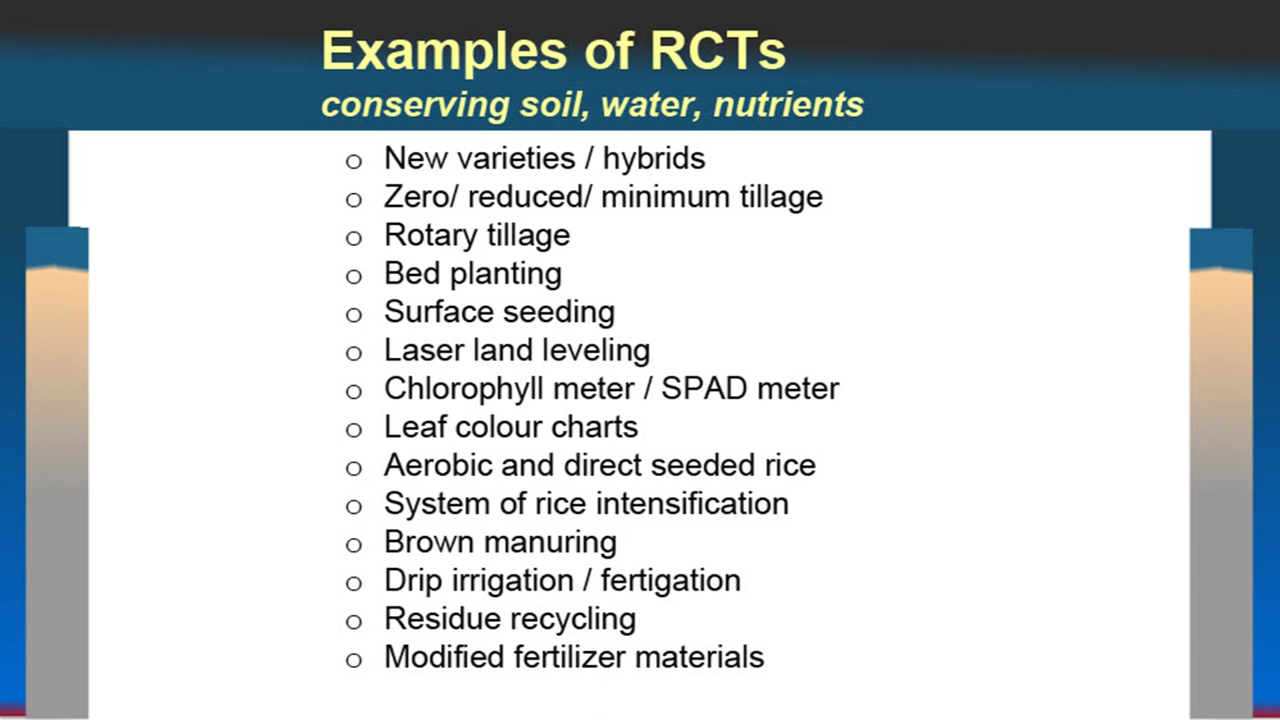 Examples of RCTs
conserving soil, water, nutrients
o New varieties / hybrids
o Zero/ reduced/ minimum tillage
o Rotary tillage
o Bed planting
o Surface seeding
o Laser land leveling
o Chlorophyll meter / SPAD meter
o Leaf colour charts
o Aerobic and direct seeded rice
o System of rice intensification
o Brown manuring
o Drip irrigation / fertigation
o Residue recycling
o Modified fertilizer materials